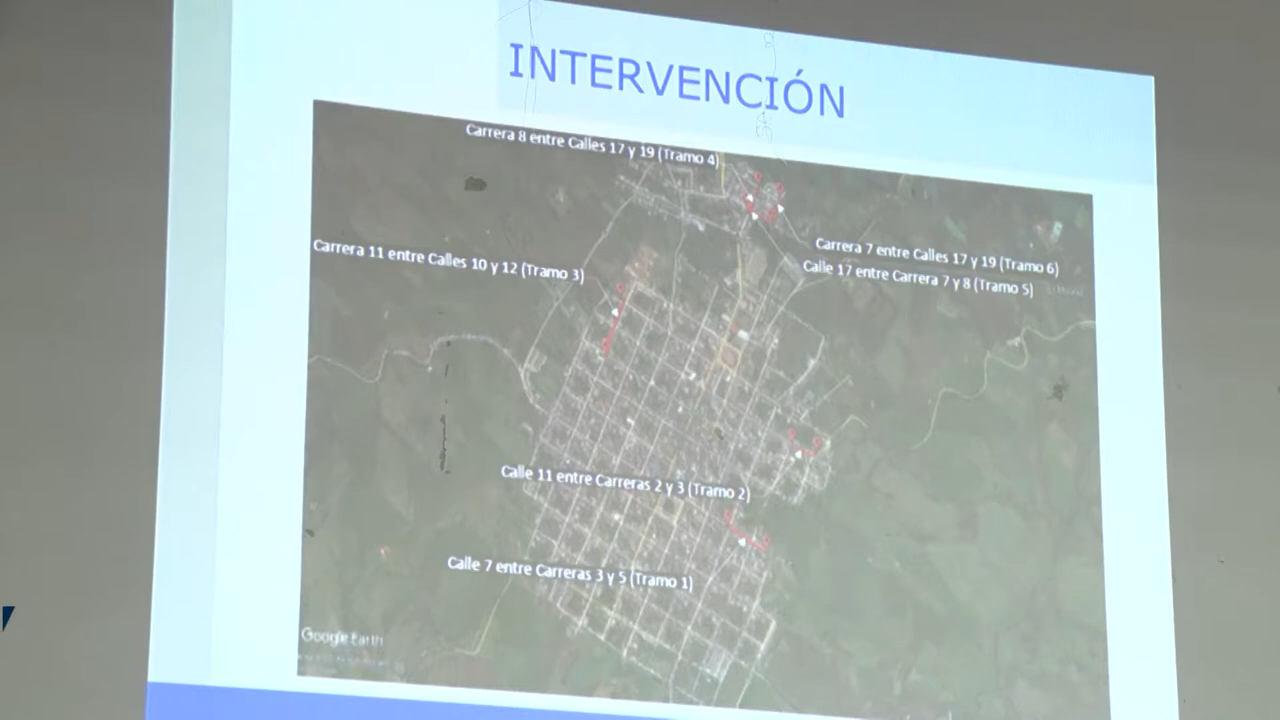 INTERVENCIÓN
Carrera 8 entre Calles 17 y 19 (Tramo 4)
Carrera 7 entre Calles 17 y 19 (Tramo 6)
Carrera 11 entre Calles 10 y 12 (Tramo 3)
Calle 17 entre Carrera 7 y 8 (Tramo 5)
Calle 11 entre Carreras 2 y 3 (Tramo 2)
Calle 7 entre Carreras 3 y 5 (Tramo 1)
Google Earth